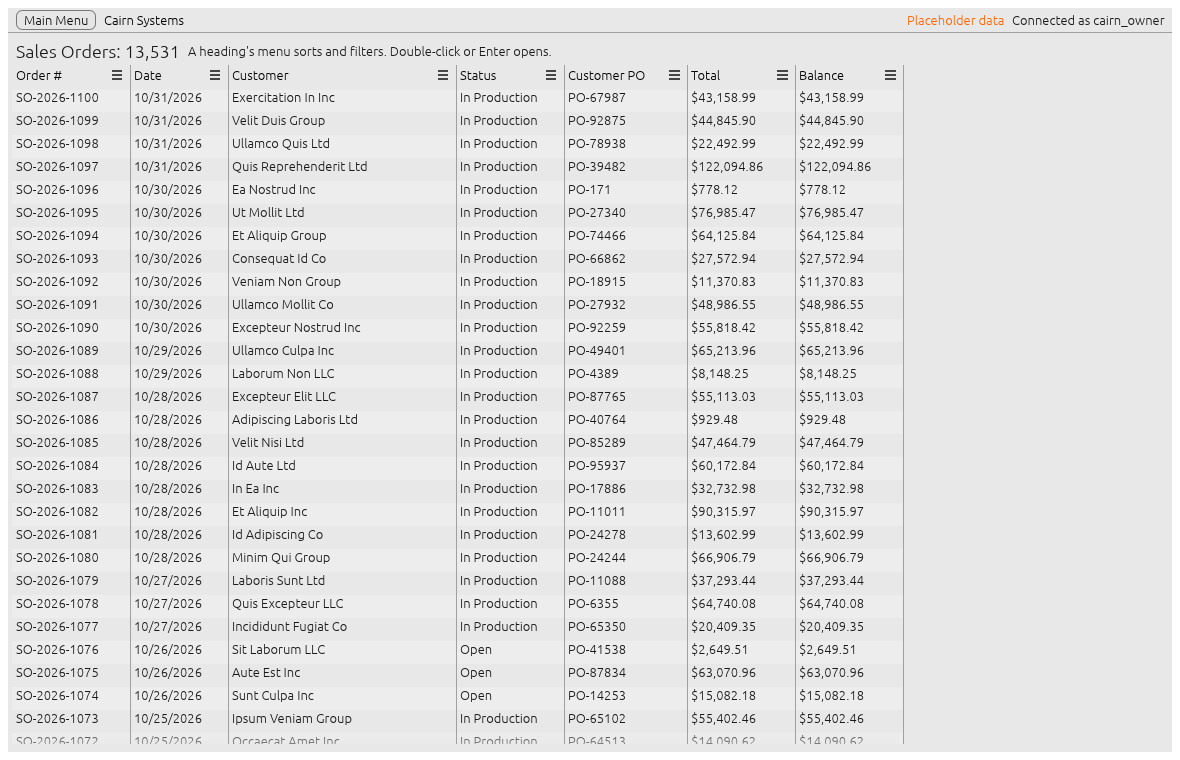 Main Menu Cairn Systems Placeholder data Connected as cairn_owner
Sales Orders: 13,531 A heading's menu sorts and filters. Double-click or Enter opens.
Order # Date Customer Status Customer PO Total Balance
SO-2026-1100 10/31/2026 Exercitation In Inc In Production PO-67987 $43,158.99 $43,158.99
SO-2026-1099 10/31/2026 Velit Duis Group In Production PO-92875 $44,845.90 $44,845.90
SO-2026-1098 10/31/2026 Ullamco Quis Ltd In Production PO-78938 $22,492.99 $22,492.99
SO-2026-1097 10/31/2026 Quis Reprehenderit Ltd In Production PO-39482 $122,094.86 $122,094.86
SO-2026-1096 10/30/2026 Ea Nostrud Inc In Production PO-171 $778.12 $778.12
SO-2026-1095 10/30/2026 Ut Mollit Ltd In Production PO-27340 $76,985.47 $76,985.47
SO-2026-1094 10/30/2026 Et Aliquip Group In Production PO-74466 $64,125.84 $64,125.84
SO-2026-1093 10/30/2026 Consequat Id Co In Production PO-66862 $27,572.94 $27,572.94
SO-2026-1092 10/30/2026 Veniam Non Group In Production PO-18915 $11,370.83 $11,370.83
SO-2026-1091 10/30/2026 Ullamco Mollit Co In Production PO-27932 $48,986.55 $48,986.55
SO-2026-1090 10/30/2026 Excepteur Nostrud Inc In Production PO-92259 $55,818.42 $55,818.42
SO-2026-1089 10/29/2026 Ullamco Culpa Inc In Production PO-49401 $65,213.96 $65,213.96
SO-2026-1088 10/29/2026 Laborum Non LLC In Production PO-4389 $8,148.25 $8,148.25
SO-2026-1087 10/28/2026 Excepteur Elit LLC In Production PO-87765 $55,113.03 $55,113.03
SO-2026-1086 10/28/2026 Adipiscing Laboris Ltd In Production PO-40764 $929.48 $929.48
SO-2026-1085 10/28/2026 Velit Nisi Ltd In Production PO-85289 $47,464.79 $47,464.79
SO-2026-1084 10/28/2026 Id Aute Ltd In Production PO-95937 $60,172.84 $60,172.84
SO-2026-1083 10/28/2026 In Ea Inc In Production PO-17886 $32,732.98 $32,732.98
SO-2026-1082 10/28/2026 Et Aliquip Inc In Production PO-11011 $90,315.97 $90,315.97
SO-2026-1081 10/28/2026 Id Adipiscing Co In Production PO-24278 $13,602.99 $13,602.99
SO-2026-1080 10/28/2026 Minim Qui Group In Production PO-24244 $66,906.79 $66,906.79
SO-2026-1079 10/27/2026 Laboris Sunt Ltd In Production PO-11088 $37,293.44 $37,293.44
SO-2026-1078 10/27/2026 Quis Excepteur LLC In Production PO-6355 $64,740.08 $64,740.08
SO-2026-1077 10/27/2026 Incididunt Fugiat Co In Production PO-65350 $20,409.35 $20,409.35
SO-2026-1076 10/26/2026 Sit Laborum LLC Open PO-41538 $2,649.51 $2,649.51
SO-2026-1075 10/26/2026 Aute Est Inc Open PO-87834 $63,070.96 $63,070.96
SO-2026-1074 10/26/2026 Sunt Culpa Inc Open PO-14253 $15,082.18 $15,082.18
SO-2026-1073 10/25/2026 Ipsum Veniam Group In Production PO-65102 $55,402.46 $55,402.46
SO-2026-1072 10/25/2026 Occaecat Amet Inc In Production PO-64513 $14,090.62 $14,090.62